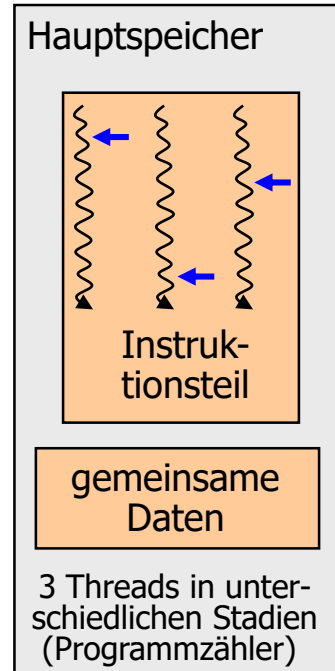 Hauptspeicher
Instruk-
tionsteil
gemeinsame
Daten
3 Threads in unter-
schiedlichen Stadien
(Programmzähler)